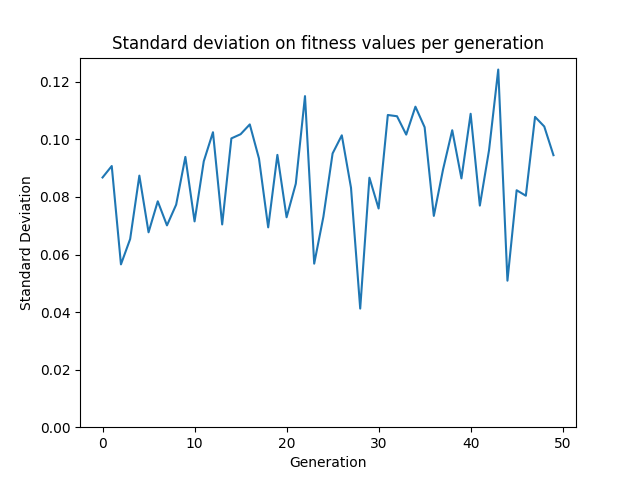 Standard deviation on fitness values per generation
0.12
0.10
0.08
0.06
0.04
0.02
0.00
Standard Deviation
0 10 20 30 40 50
Generation